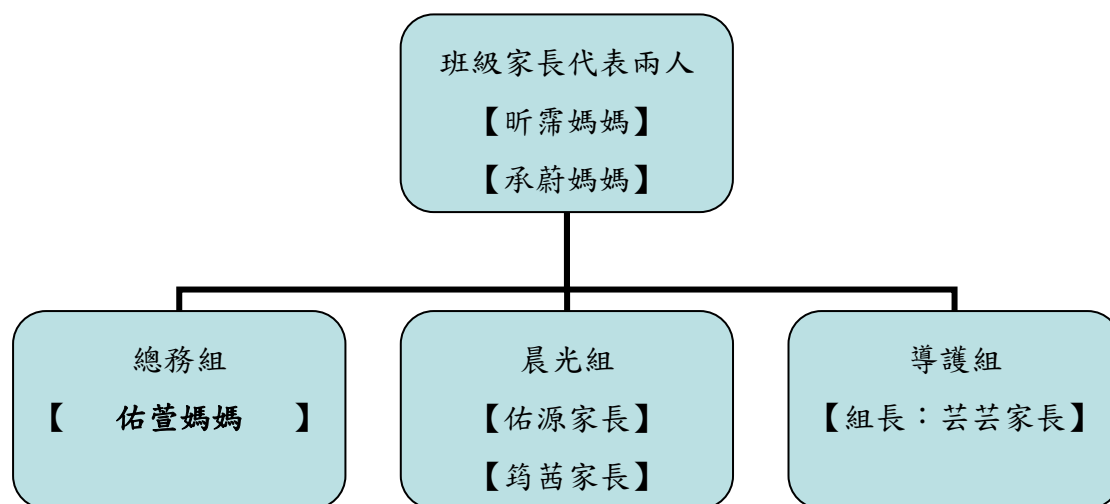 班級家長代表兩人
【昕霈媽媽】
【承蔚媽媽】
總務組
【 佑萱媽媽 】
晨光組
【佑源家長】
【筠茜家長】
導護組
【組長：芸芸家長】